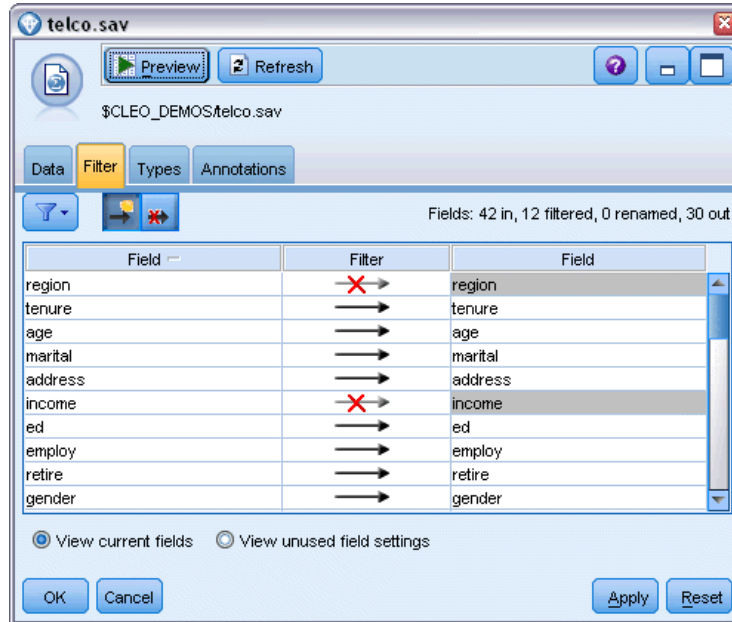 telco.sav
Preview Refresh
$CLEO_DEMOS/telco.sav
Data Filter Types Annotations
Fields: 42 in, 12 filtered, 0 renamed, 30 out
Field Filter Field
region region
tenure tenure
age age
marital marital
address address
income income
ed ed
employ employ
retire retire
gender gender
View current fields View unused field settings
OK Cancel Apply Reset